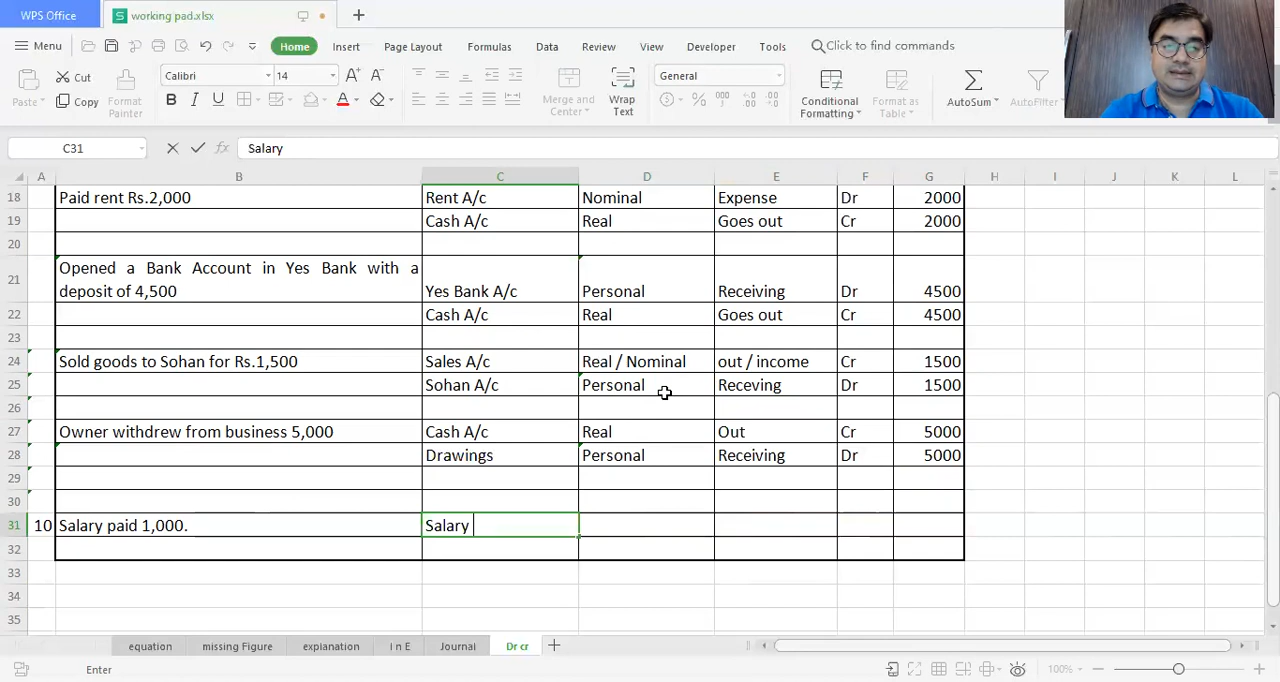 WPS Office
working pad.xlsx
Menu
Home
Insert
Page Layout
Formulas
Data
Review
View
Developer
Tools
Click to find commands
Paste
Cut
Copy
Format Painter
Calibri
14
B I U
Merge and Center
Wrap Text
General
Conditional Formatting
Format as Table
AutoSum
AutoFilter
C31
fx
Salary
A B C D E F G H I J K L
18 Paid rent Rs.2,000 Rent A/c Nominal Expense Dr 2000
19 Cash A/c Real Goes out Cr 2000
20
21 Opened a Bank Account in Yes Bank with a
deposit of 4,500 Yes Bank A/c Personal Receiving Dr 4500
22 Cash A/c Real Goes out Cr 4500
23
24 Sold goods to Sohan for Rs.1,500 Sales A/c Real / Nominal out / income Cr 1500
25 Sohan A/c Personal Receving Dr 1500
26
27 Owner withdrew from business 5,000 Cash A/c Real Out Cr 5000
28 Drawings Personal Receiving Dr 5000
29
30
31 10 Salary paid 1,000. Salary
32
33
34
35
equation missing Figure explanation I n E Journal Dr cr
Enter
100%